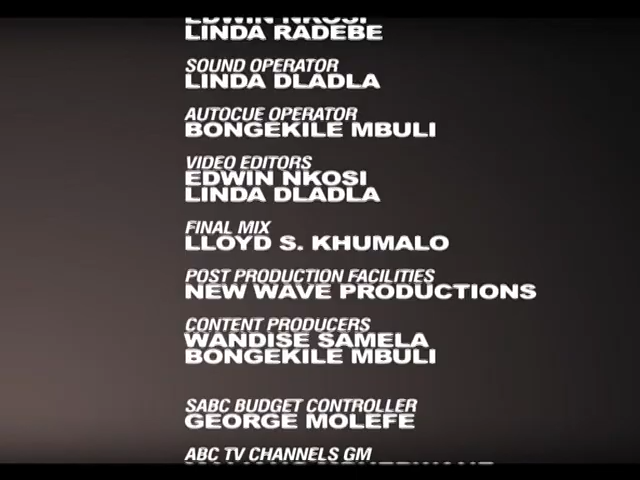 EDWIN NKOSI
LINDA RADEBE
SOUND OPERATOR
LINDA DLADLA
AUTOCUE OPERATOR
BONGEKILE MBULI
VIDEO EDITORS
EDWIN NKOSI
LINDA DLADLA
FINAL MIX
LLOYD S. KHUMALO
POST PRODUCTION FACILITIES
NEW WAVE PRODUCTIONS
CONTENT PRODUCERS
WANDISE SAMELA
BONGEKILE MBULI
SABC BUDGET CONTROLLER
GEORGE MOLEFE
ABC TV CHANNELS GM